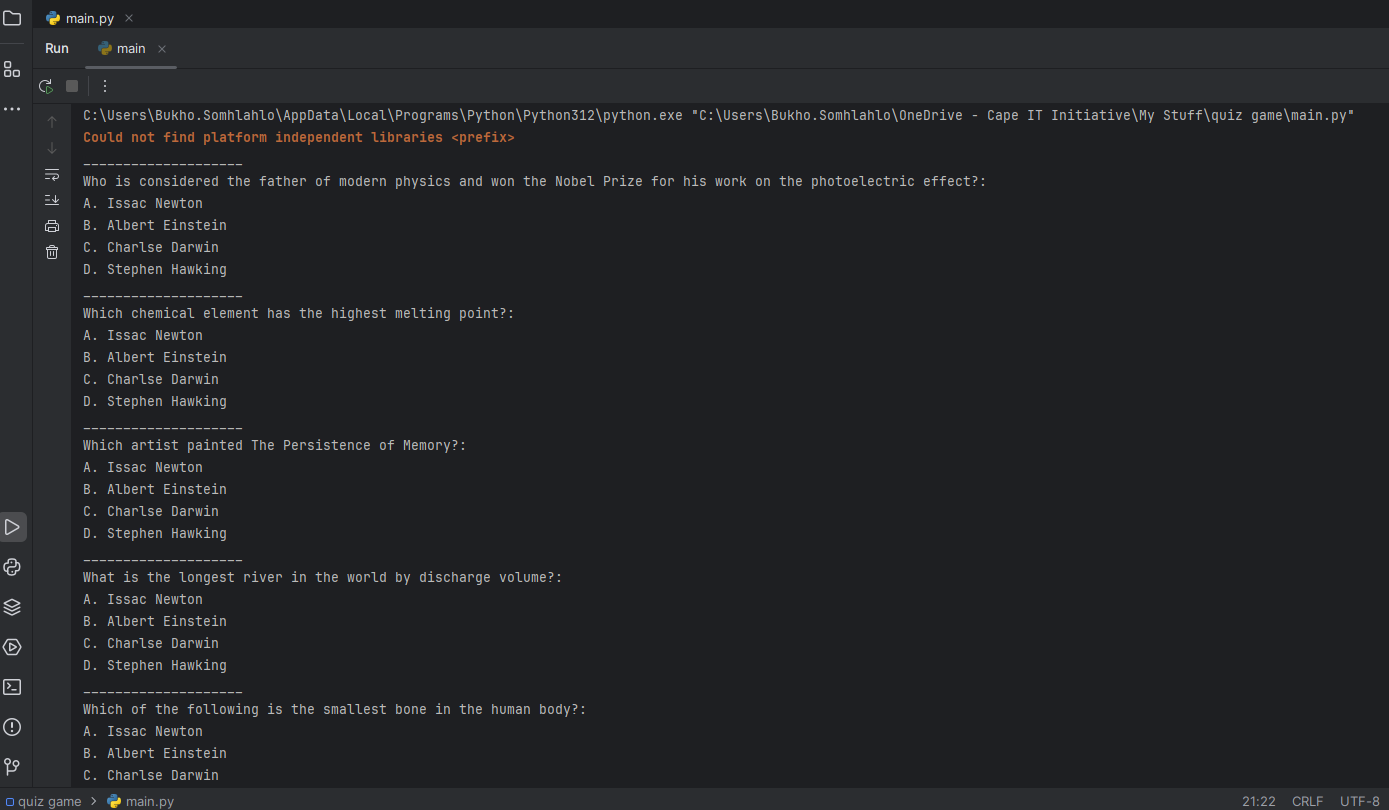 main.py
Run main
C:\Users\Bukho.Somhlahlo\AppData\Local\Programs\Python\Python312\python.exe "C:\Users\Bukho.Somhlahlo\OneDrive - Cape IT Initiative\My Stuff\quiz game\main.py"
Could not find platform independent libraries <prefix>
____________________
Who is considered the father of modern physics and won the Nobel Prize for his work on the photoelectric effect?:
A. Issac Newton
B. Albert Einstein
C. Charlse Darwin
D. Stephen Hawking
____________________
Which chemical element has the highest melting point?:
A. Issac Newton
B. Albert Einstein
C. Charlse Darwin
D. Stephen Hawking
____________________
Which artist painted The Persistence of Memory?:
A. Issac Newton
B. Albert Einstein
C. Charlse Darwin
D. Stephen Hawking
____________________
What is the longest river in the world by discharge volume?:
A. Issac Newton
B. Albert Einstein
C. Charlse Darwin
D. Stephen Hawking
____________________
Which of the following is the smallest bone in the human body?:
A. Issac Newton
B. Albert Einstein
C. Charlse Darwin
quiz game > main.py 21:22 CRLF UTF-8